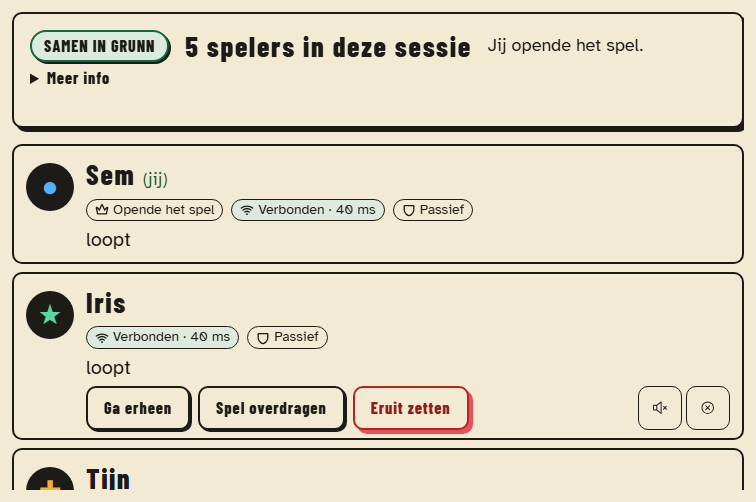 SAMEN IN GRUNN 5 spelers in deze sessie Jij opende het spel.
Meer info
Sem (jij)
Opende het spel Verbonden · 40 ms Passief
loopt
Iris
Verbonden · 40 ms Passief
loopt
Ga erheen Spel overdragen Eruit zetten
Tijn